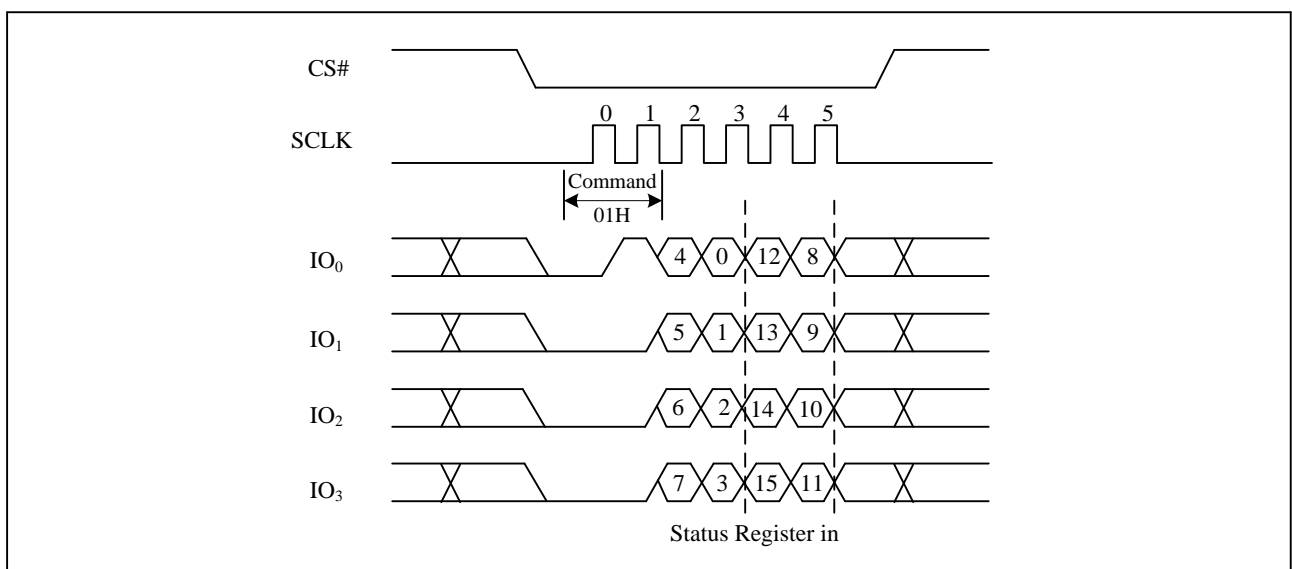 CS#
0 1 2 3 4 5
SCLK
Command
01H
IO0 4 0 12 8
IO1 5 1 13 9
IO2 6 2 14 10
IO3 7 3 15 11
Status Register in